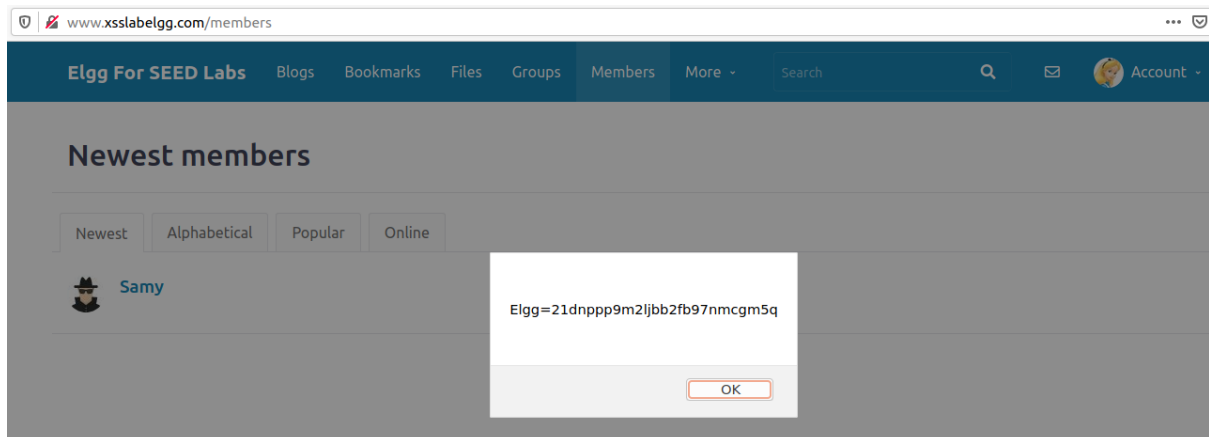 www.xsslabelgg.com/members
Elgg For SEED Labs Blogs Bookmarks Files Groups Members More Search Account
Newest members
Newest Alphabetical Popular Online
Samy
Elgg=21dnppp9m2ljbb2fb97nmcgm5q
OK